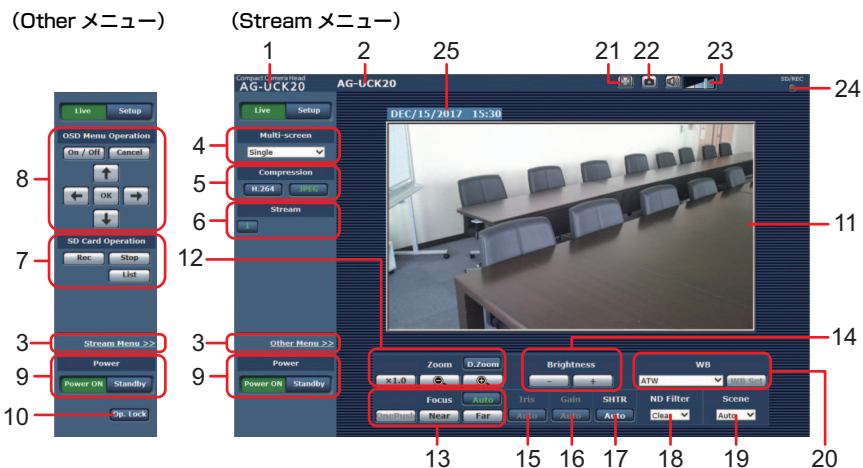 (Other メニュー)
(Stream メニュー)
1 2 25 21 22 23
Compact Camera Head
AG-UCK20
AG-UCK20
SD/REC
24
Live Setup
OSD Menu Operation
On / Off Cancel
OK
8
SD Card Operation
Rec Stop
List
7
3
Stream Menu >>
Power
9
Power ON Standby
10
Op. Lock
Live Setup
4
Multi-screen
Single
5
Compression
H.264 JPEG
6
Stream
1
12
3
Other Menu >>
Power
9
Power ON Standby
DEC/15/2017 15:30
11
14
Zoom D.Zoom
×1.0
Brightness
- +
WB
ATW WB Set
Focus Auto
OnePush Near Far
Iris
Auto
Gain
Auto
SHTR
Auto
ND Filter
Clear
Scene
Auto
13 15 16 17 18 19 20